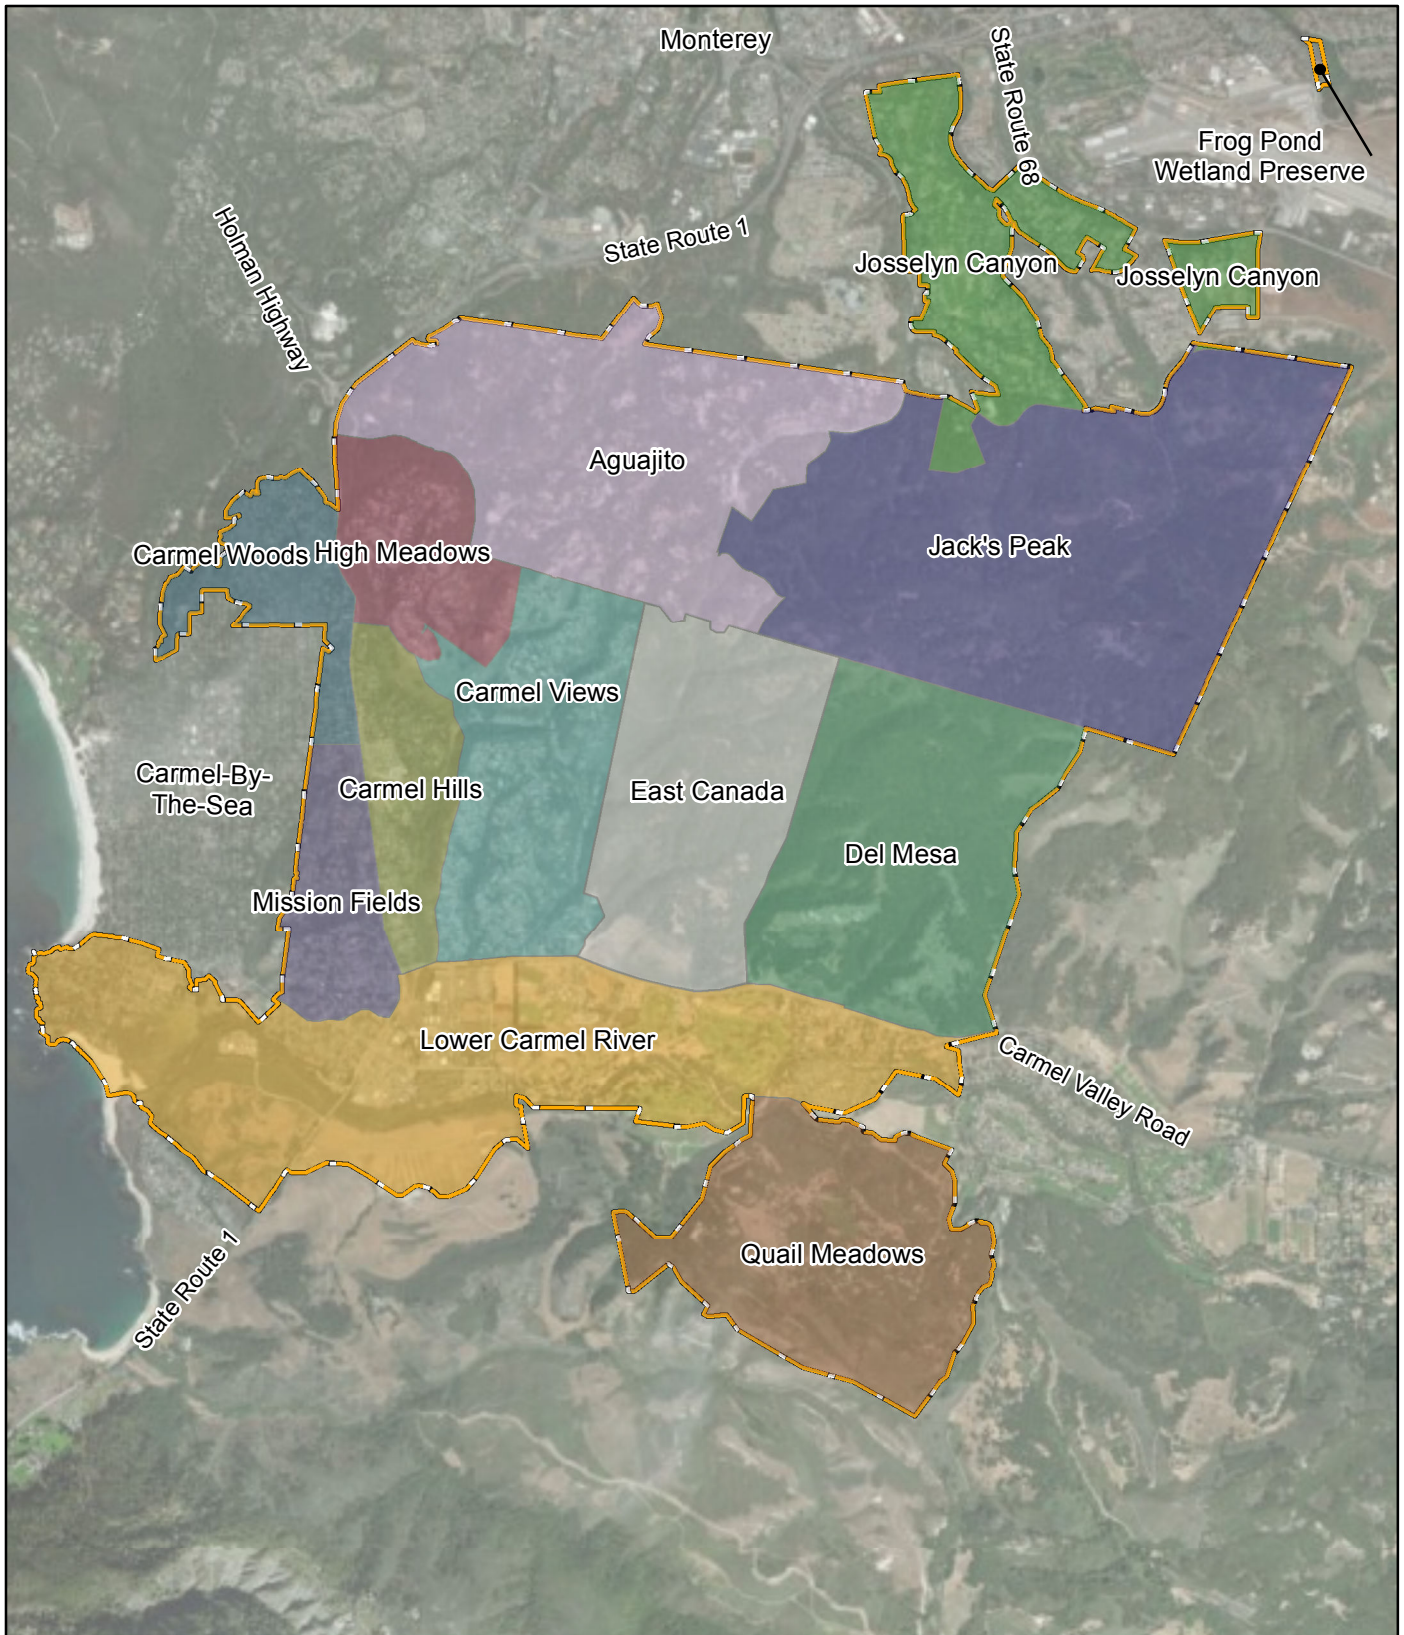 Monterey
State Route 68
Frog Pond
Wetland Preserve
Holman Highway
State Route 1
Josselyn Canyon
Josselyn Canyon
Aguajito
Jack's Peak
Carmel Woods
High Meadows
Carmel Views
Carmel-By-
The-Sea
Carmel Hills
East Canada
Del Mesa
Mission Fields
Lower Carmel River
Carmel Valley Road
Quail Meadows
State Route 1